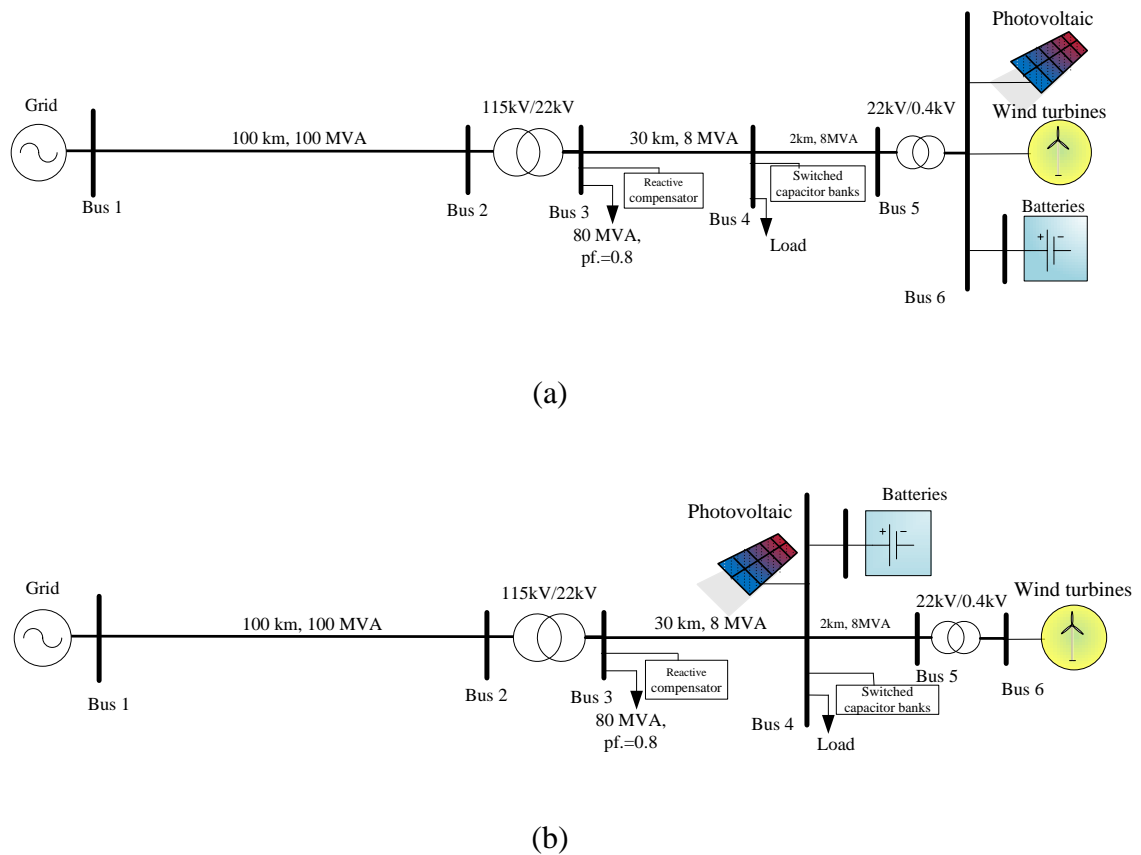 Photovoltaic
Grid
115kV/22kV
22kV/0.4kV
Wind turbines
100 km, 100 MVA
30 km, 8 MVA
2km, 8MVA
Reactive
compensator
Switched
capacitor banks
Bus 1
Bus 2
Bus 3
Bus 4
Bus 5
Batteries
+
−
80 MVA,
pf.=0.8
Load
Bus 6
(a)
Batteries
Photovoltaic
+
−
Grid
115kV/22kV
22kV/0.4kV
Wind turbines
100 km, 100 MVA
30 km, 8 MVA
2km, 8MVA
Reactive
compensator
Switched
capacitor banks
Bus 1
Bus 2
Bus 3
Bus 4
Bus 5
Bus 6
80 MVA,
pf.=0.8
Load
(b)